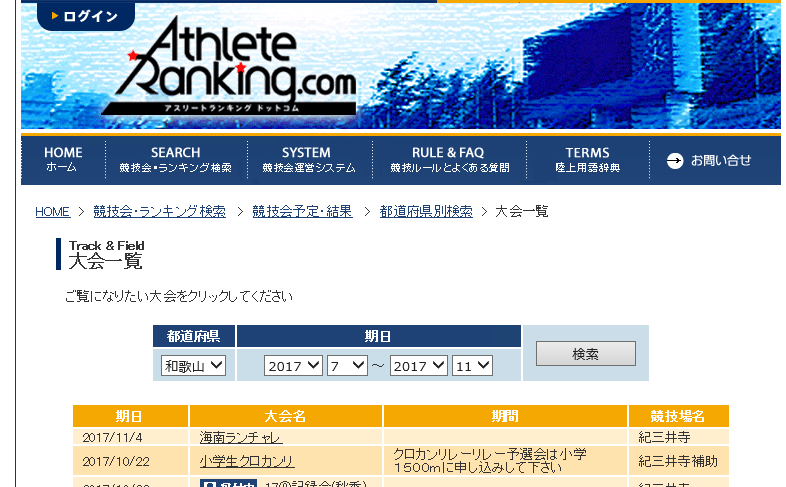 ログイン
Athlete
Ranking.com
アスリートランキング ドットコム
HOME SEARCH SYSTEM RULE & FAQ TERMS お問い合せ
ホーム 競技会・ランキング検索 競技会運営システム 競技ルールとよくある質問 陸上用語辞典
HOME > 競技会・ランキング検索 > 競技会予定・結果 > 都道府県別検索 > 大会一覧
Track & Field
大会一覧
ご覧になりたい大会をクリックしてください
都道府県 期日
和歌山 2017 7 ～ 2017 11 検索
期日 大会名 期間 競技場名
2017/11/4 海南ランチャレ 紀三井寺
2017/10/22 小学生クロカンリ クロカンリレーリレー予選会は小学 紀三井寺補助
1500mに申し込みして下さい